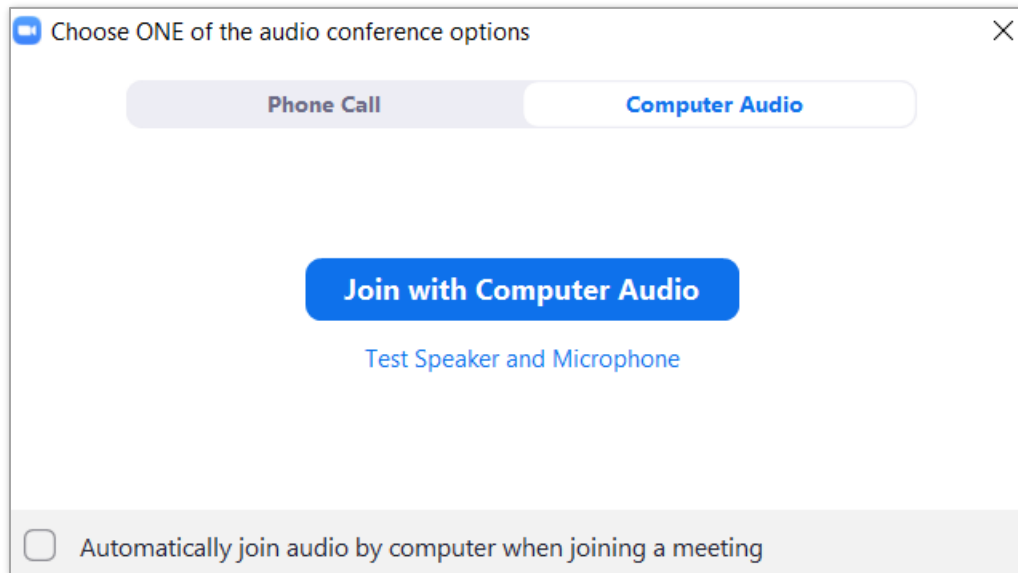 Choose ONE of the audio conference options
Phone Call Computer Audio
Join with Computer Audio
Test Speaker and Microphone
Automatically join audio by computer when joining a meeting